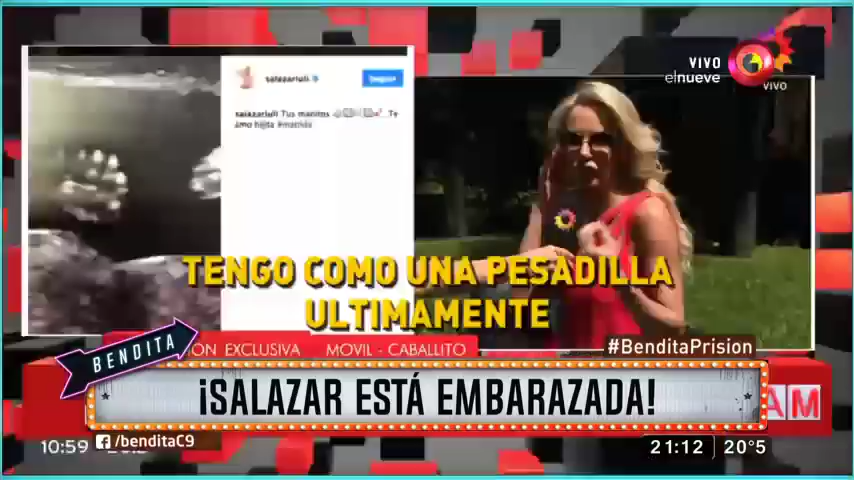 VIVO
elnueve
VIVO
salazarluli
Seguir
salazarluli Tus manitos
Te
amo hijita
TENGO COMO UNA PESADILLA
ULTIMAMENTE
BENDITA
EXCLUSIVA MOVIL - CABALLITO
#BenditaPrision
¡SALAZAR ESTÁ EMBARAZADA!
AM
10:59
/benditaC9
21:12 20°5